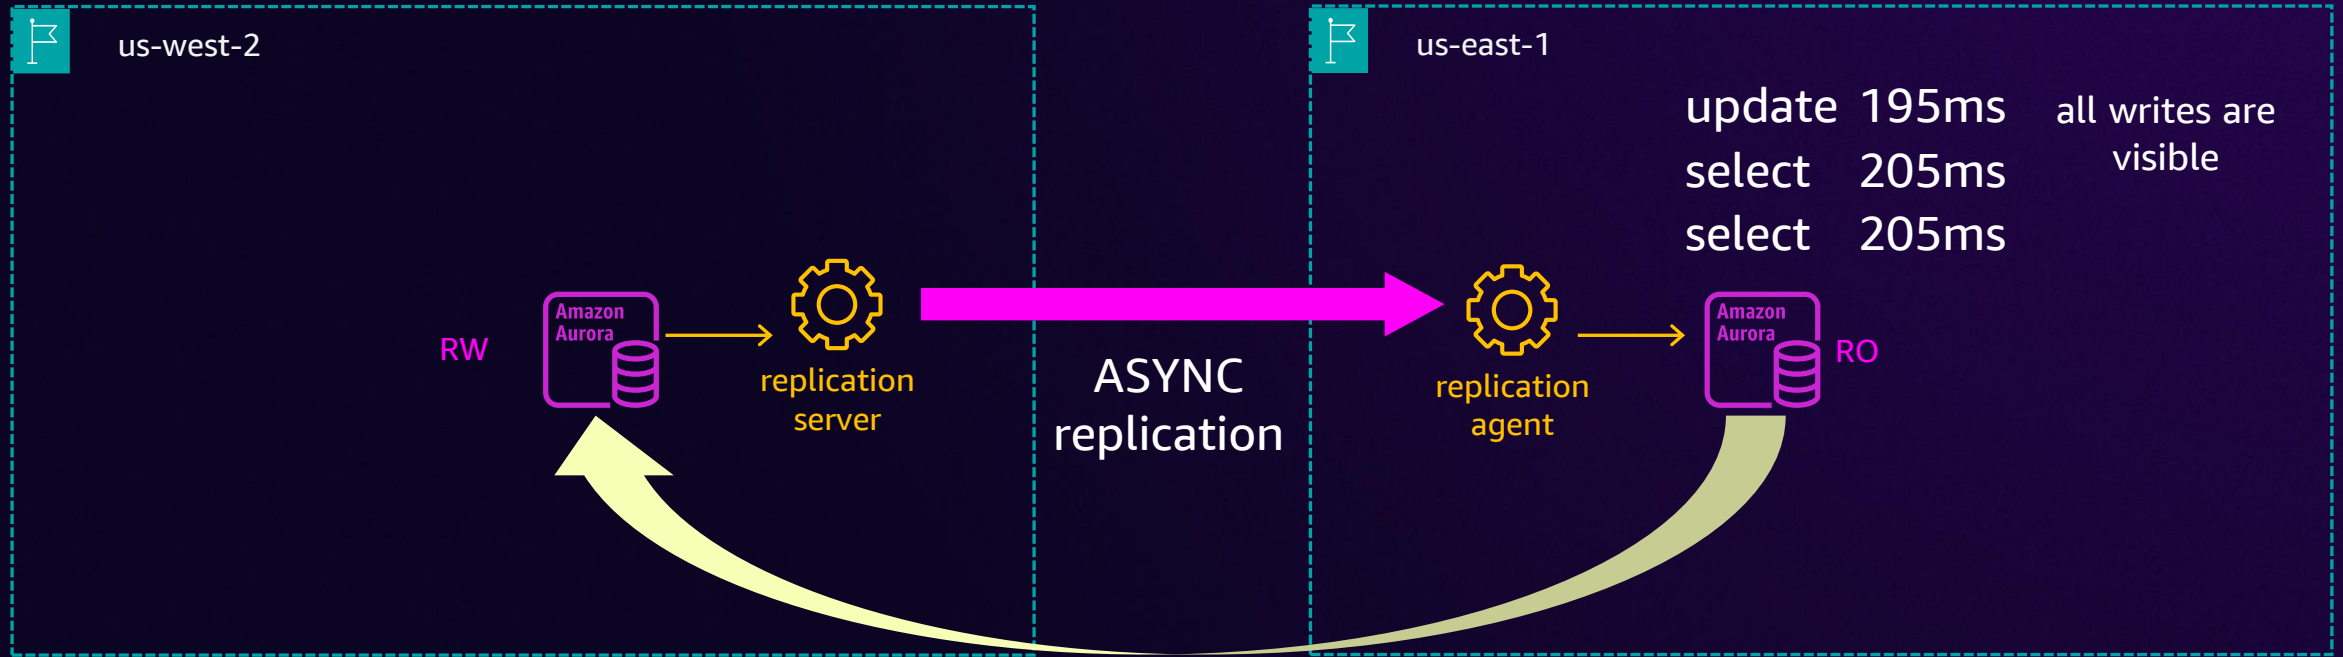 us-west-2
us-east-1
update 195ms
select 205ms
select 205ms
all writes are
visible
RW
Amazon
Aurora
replication
server
ASYNC
replication
replication
agent
Amazon
Aurora
RO